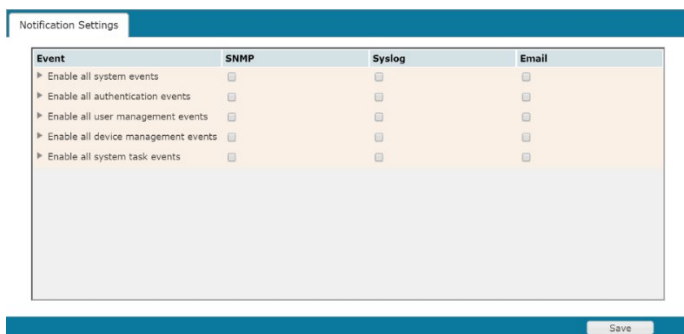 Notification Settings
Event SNMP Syslog Email
Enable all system events
Enable all authentication events
Enable all user management events
Enable all device management events
Enable all system task events
Save